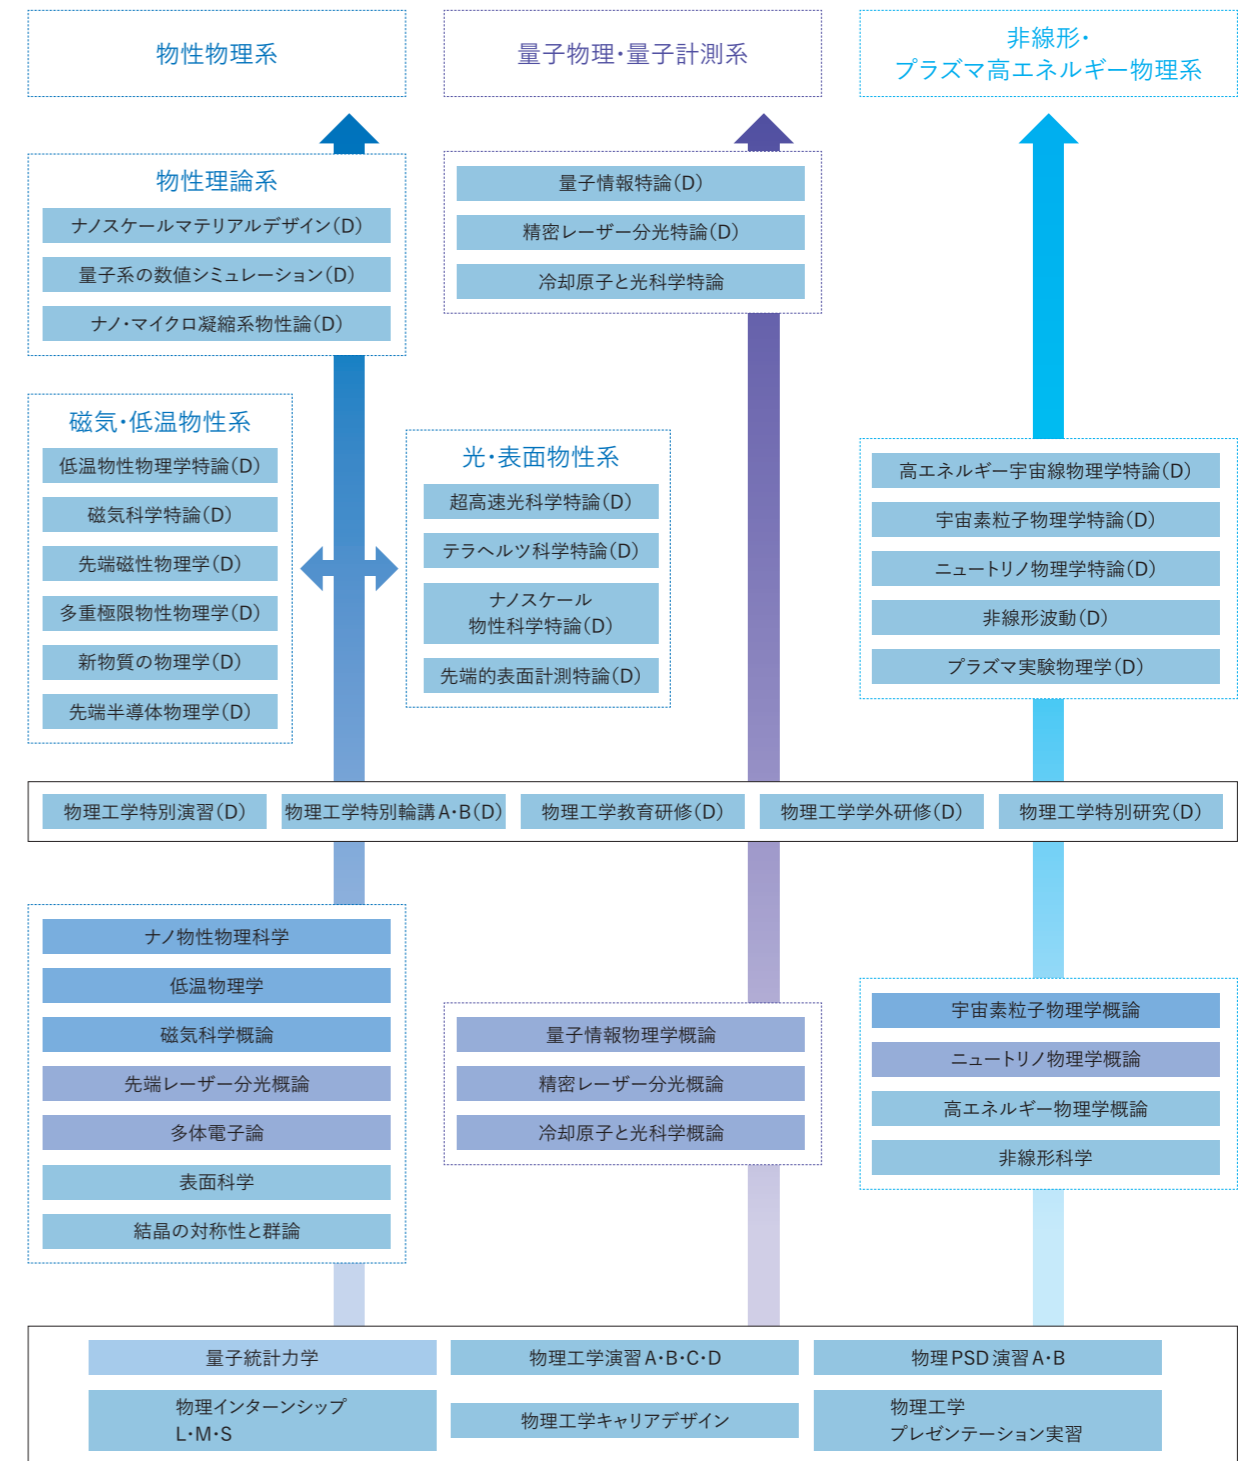 物性物理系
量子物理・量子計測系
非線形・
プラズマ高エネルギー物理系
物性理論系
ナノスケールマテリアルデザイン(D)
量子系の数値シミュレーション(D)
ナノ・マイクロ凝縮系物性論(D)
量子情報特論(D)
精密レーザー分光特論(D)
冷却原子と光科学特論
磁気・低温物性系
低温物性物理学特論(D)
磁気科学特論(D)
先端磁性物理学(D)
多重極限物性物理学(D)
新物質の物理学(D)
先端半導体物理学(D)
光・表面物性系
超高速光科学特論(D)
テラヘルツ科学特論(D)
ナノスケール
物性科学特論(D)
先端的表面計測特論(D)
高エネルギー宇宙線物理学特論(D)
宇宙素粒子物理学特論(D)
ニュートリノ物理学特論(D)
非線形波動(D)
プラズマ実験物理学(D)
物理工学特別演習(D)
物理工学特別輪講A・B(D)
物理工学教育研修(D)
物理工学学外研修(D)
物理工学特別研究(D)
ナノ物性物理科学
低温物理学
磁気科学概論
先端レーザー分光概論
多体電子論
表面科学
結晶の対称性と群論
量子情報物理学概論
精密レーザー分光概論
冷却原子と光科学概論
宇宙素粒子物理学概論
ニュートリノ物理学概論
高エネルギー物理学概論
非線形科学
量子統計力学
物理工学演習A・B・C・D
物理PSD演習A・B
物理インターンシップ
L・M・S
物理工学キャリアデザイン
物理工学
プレゼンテーション実習